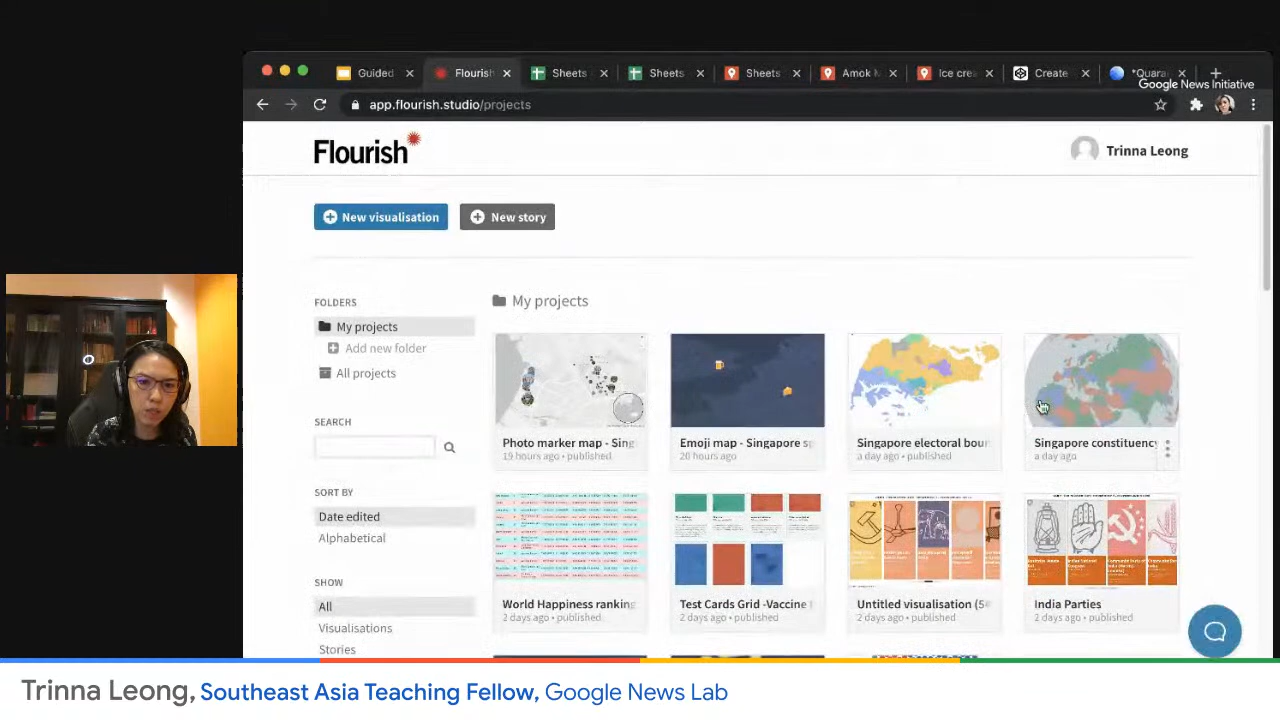 Guided
Flourish
Sheets
Sheets
Sheets
Amok
Ice cre
Create
*Quara
Google News Initiative
app.flourish.studio/projects
Flourish
Trinna Leong
New visualisation
New story
FOLDERS
My projects
Add new folder
All projects
SEARCH
SORT BY
Date edited
Alphabetical
SHOW
All
Visualisations
Stories
My projects
Photo marker map - Sing
19 hours ago • published
Emoji map - Singapore sp
20 hours ago
Singapore electoral boun
a day ago • published
Singapore constituency
a day ago
World Happiness ranking
2 days ago • published
Test Cards Grid -Vaccine
2 days ago • published
Untitled visualisation (5
2 days ago • published
India Parties
2 days ago • published
Trinna Leong, Southeast Asia Teaching Fellow, Google News Lab